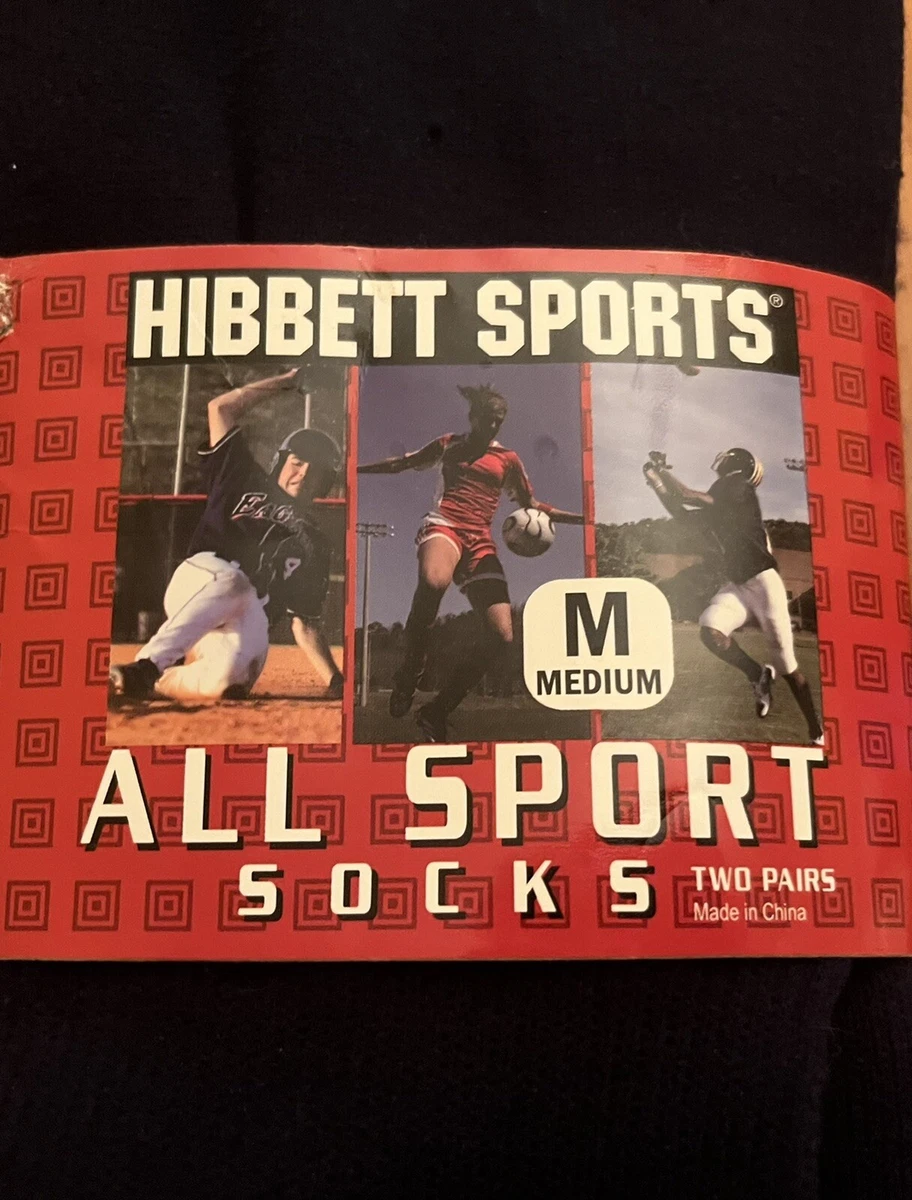 HIBBETT SPORTS®
M
MEDIUM
ALL SPORT
SOCKS
TWO PAIRS
Made in China